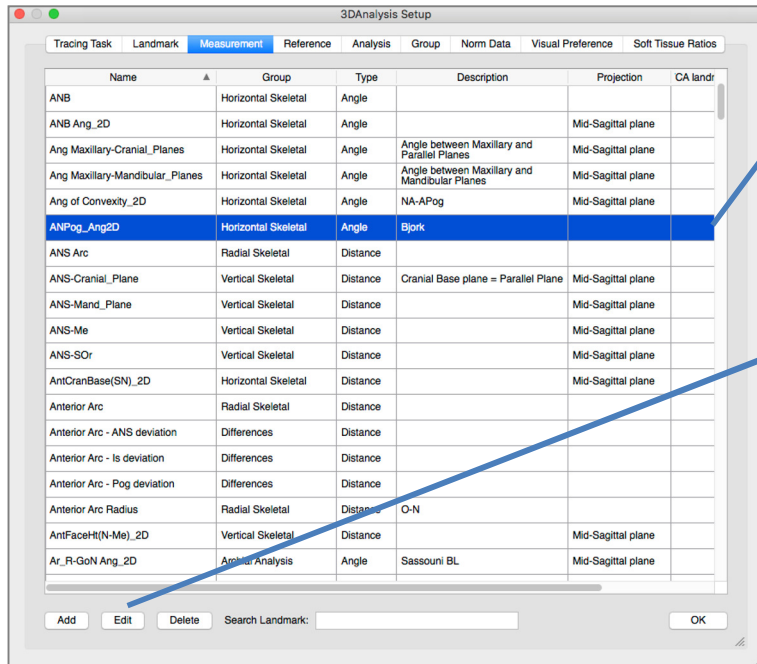 3DAnalysis Setup
Tracing Task Landmark Measurement Reference Analysis Group Norm Data Visual Preference Soft Tissue Ratios
Name Group Type Description Projection CA landr
ANB Horizontal Skeletal Angle
ANB Ang_2D Horizontal Skeletal Angle Mid-Sagittal plane
Ang Maxillary-Cranial_Planes Horizontal Skeletal Angle Angle between Maxillary and Parallel Planes Mid-Sagittal plane
Ang Maxillary-Mandibular_Planes Horizontal Skeletal Angle Angle between Maxillary and Mandibular Planes Mid-Sagittal plane
Ang of Convexity_2D Horizontal Skeletal Angle NA-APog Mid-Sagittal plane
ANPog_Ang2D Horizontal Skeletal Angle Bjork
ANS Arc Radial Skeletal Distance
ANS-Cranial_Plane Vertical Skeletal Distance Cranial Base plane = Parallel Plane Mid-Sagittal plane
ANS-Mand_Plane Vertical Skeletal Distance Mid-Sagittal plane
ANS-Me Vertical Skeletal Distance Mid-Sagittal plane
ANS-SOr Vertical Skeletal Distance Mid-Sagittal plane
AntCranBase(SN)_2D Horizontal Skeletal Distance Mid-Sagittal plane
Anterior Arc Radial Skeletal Distance
Anterior Arc - ANS deviation Differences Distance
Anterior Arc - Is deviation Differences Distance
Anterior Arc - Pog deviation Differences Distance
Anterior Arc Radius Radial Skeletal Distance O-N
AntFaceHt(N-Me)_2D Vertical Skeletal Distance Mid-Sagittal plane
Ar_R-GoN Ang_2D Archial Analysis Angle Sassouni BL Mid-Sagittal plane
Add Edit Delete Search Landmark: OK